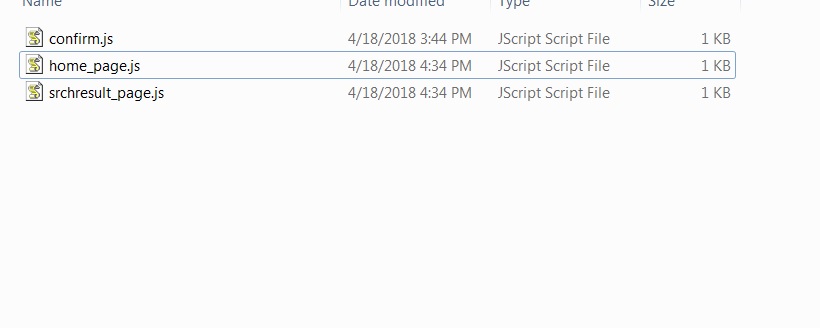 Name Date modified Type Size
confirm.js 4/18/2018 3:44 PM JScript Script File 1 KB
home_page.js 4/18/2018 4:34 PM JScript Script File 1 KB
srchresult_page.js 4/18/2018 4:34 PM JScript Script File 1 KB